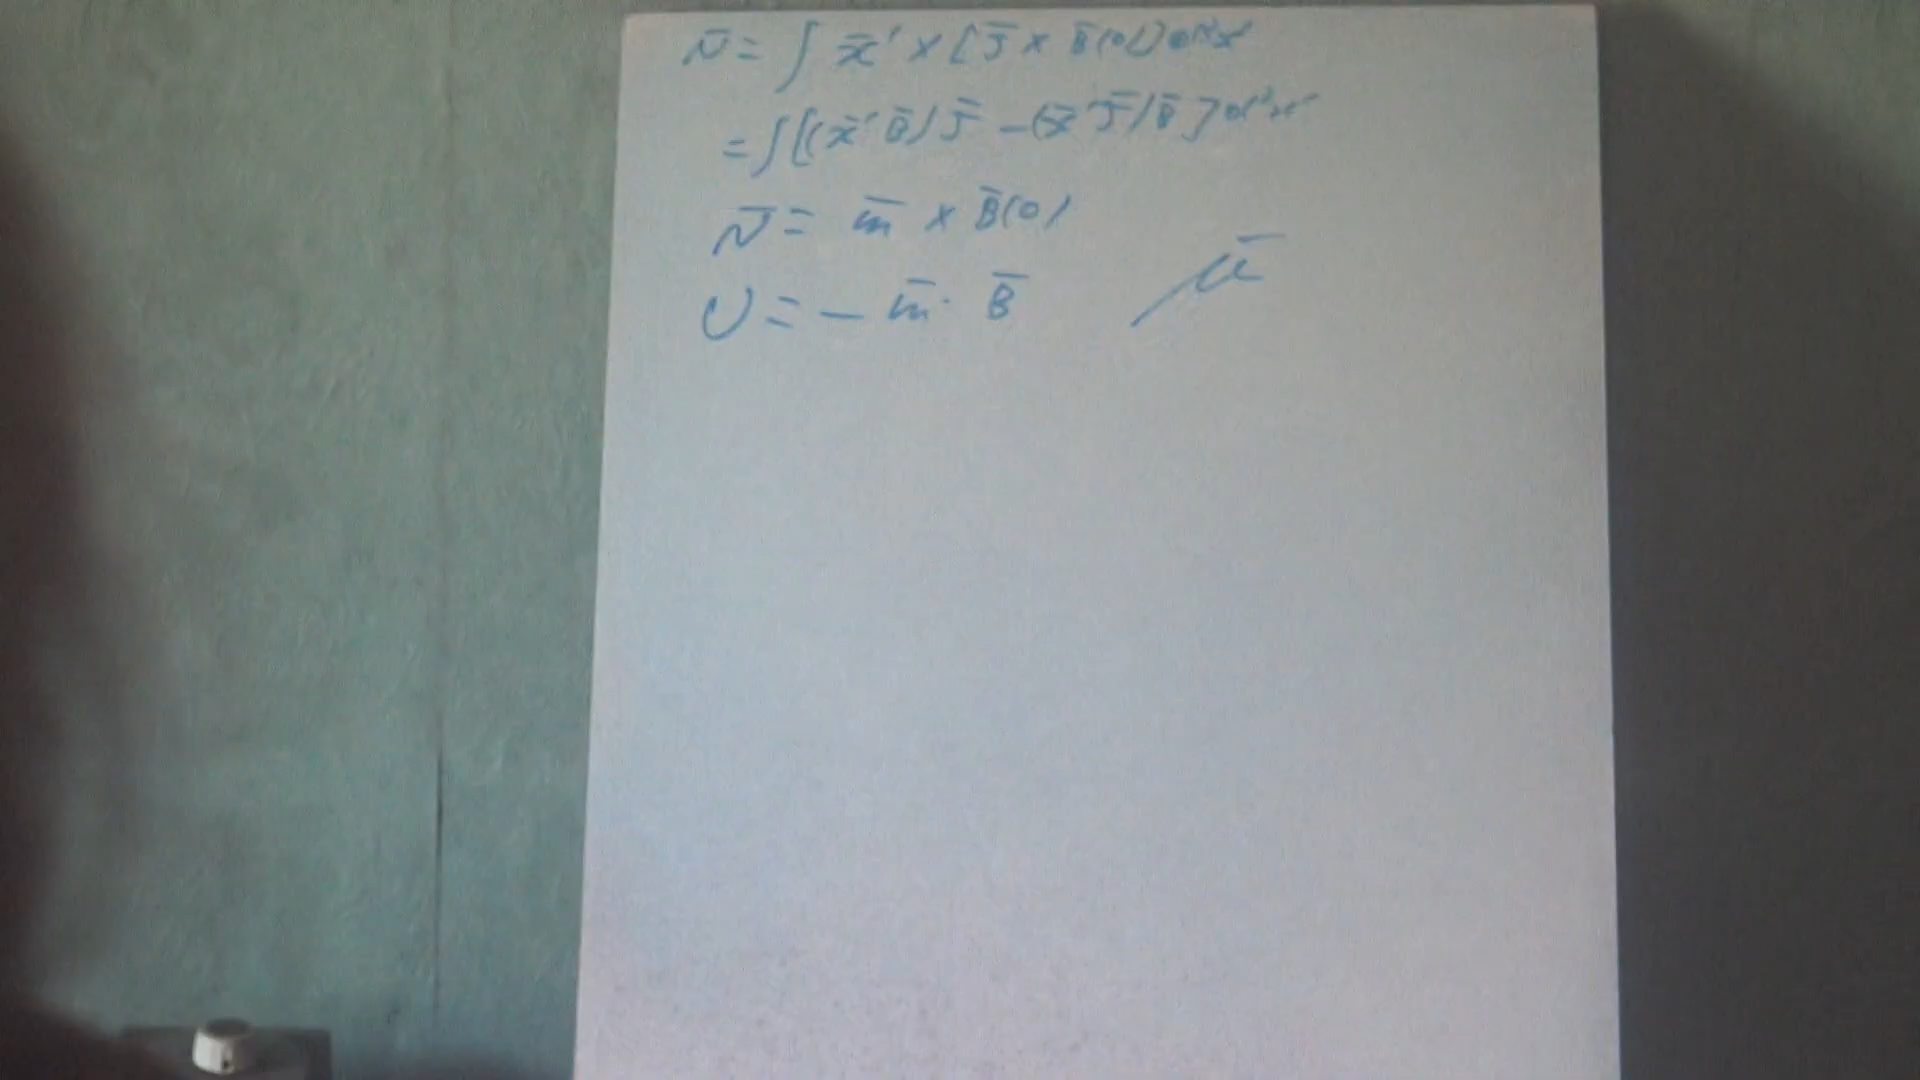 N̄ = ∫ x̄' × [J̄ × B̄(0)] d³x'
= ∫ [(x̄' B̄) J̄ - (x̄' J̄) B̄] d³x'
N̄ = m̄ × B̄(0)
μ̄
U = - m̄ · B̄